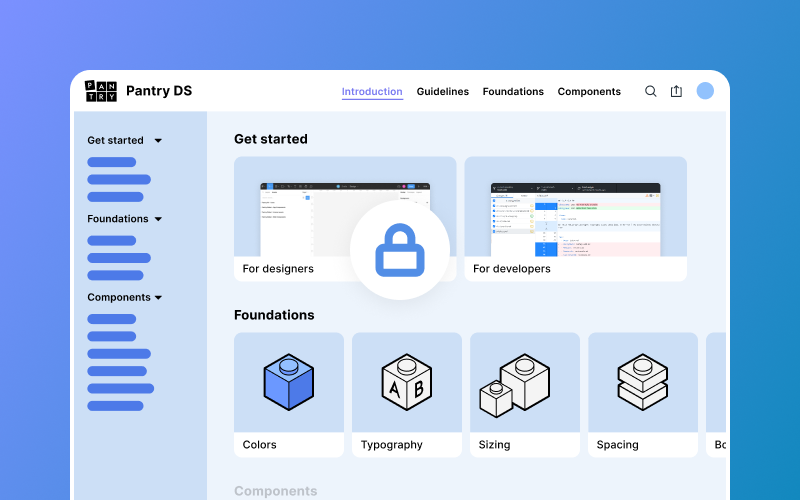 PAN
TRY
Pantry DS
Introduction
Guidelines
Foundations
Components
Get started
Foundations
Components
Get started
For designers
For developers
Foundations
A B
Colors
Typography
Sizing
Spacing
Bo
Components